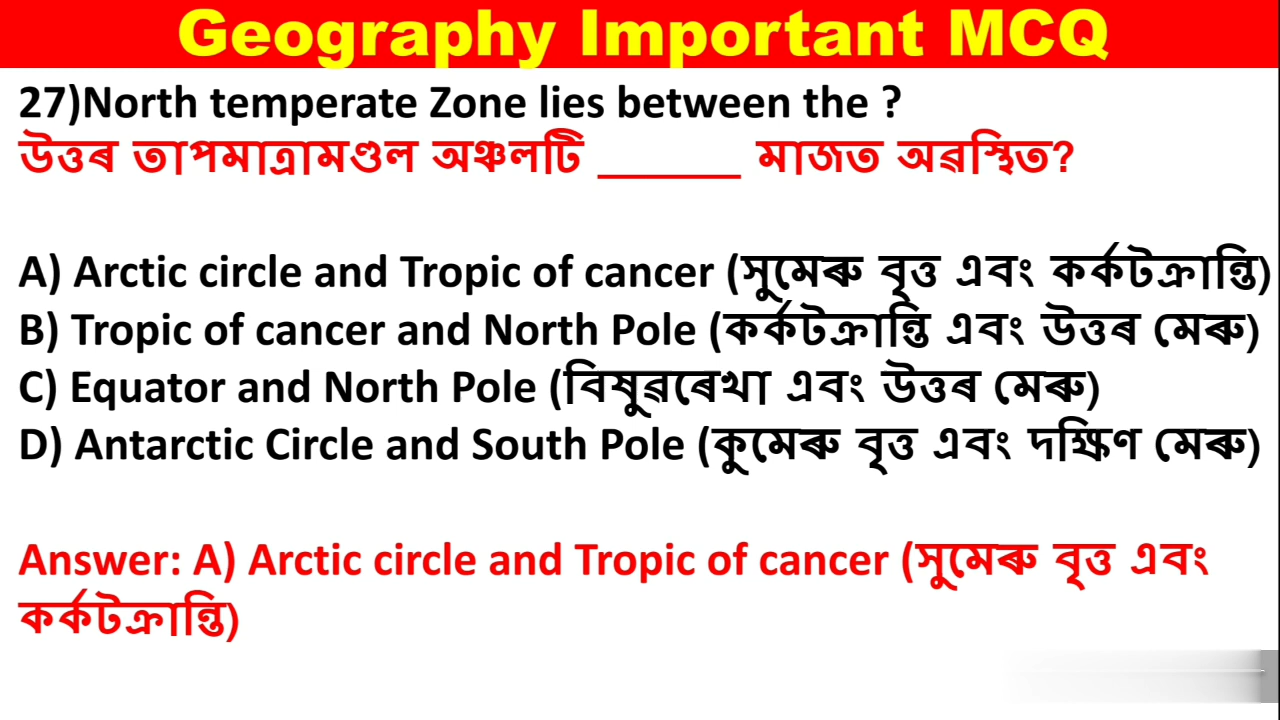 Geography Important MCQ
27)North temperate Zone lies between the ?
উত্তৰ তাপমাত্ৰামণ্ডল অঞ্চলটি ______ মাজত অৱস্থিত?
A) Arctic circle and Tropic of cancer (সুমেৰু বৃত্ত এবং কৰ্কটক্ৰান্তি)
B) Tropic of cancer and North Pole (কৰ্কটক্ৰান্তি এবং উত্তৰ মেৰু)
C) Equator and North Pole (বিষুৱৰেখা এবং উত্তৰ মেৰু)
D) Antarctic Circle and South Pole (কুমেৰু বৃত্ত এবং দক্ষিণ মেৰু)
Answer: A) Arctic circle and Tropic of cancer (সুমেৰু বৃত্ত এবং
কৰ্কটক্ৰান্তি)